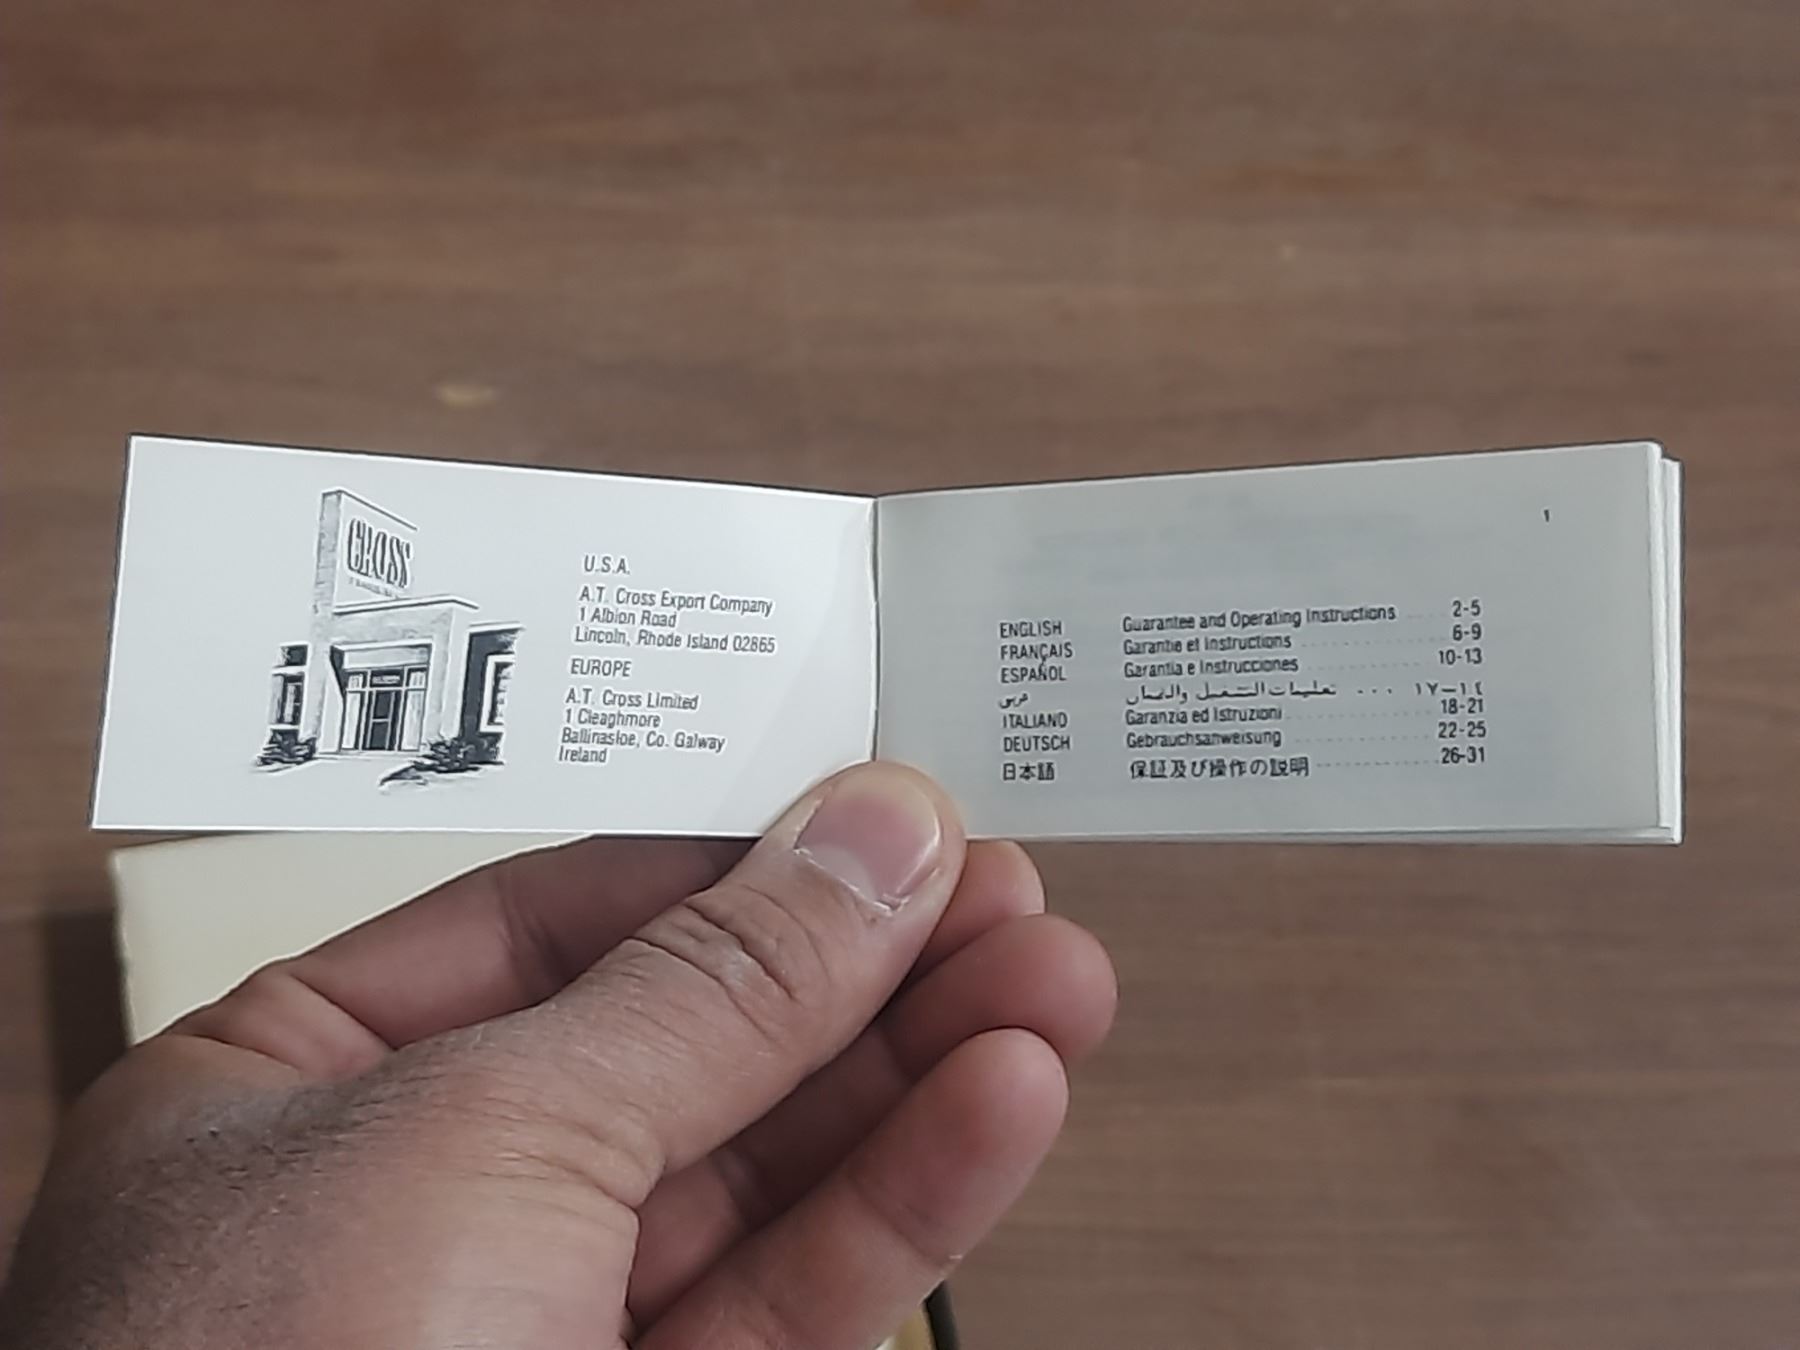 CROSS
U.S.A.
A.T. Cross Export Company
1 Albion Road
Lincoln, Rhode Island 02865
EUROPE
A.T. Cross Limited
1 Cleaghmore
Ballinasloe, Co. Galway
Ireland
1
ENGLISH Guarantee and Operating Instructions 2-5
FRANÇAIS Garantie et Instructions 6-9
ESPAÑOL Garantia e Instrucciones 10-13
عربي تعليمات التشغيل والضمان ١٤-١٧
ITALIANO Garanzia ed Istruzioni 18-21
DEUTSCH Gebrauchsanweisung 22-25
日本語 保証及び操作の説明 26-31